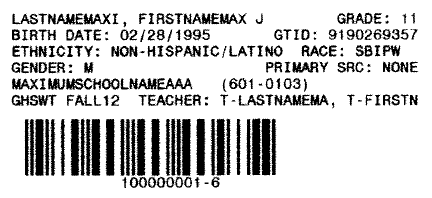 LASTNAMEMAXI, FIRSTNAMEMAX J GRADE: 11
BIRTH DATE: 02/28/1995 GTID: 9190269357
ETHNICITY: NON-HISPANIC/LATINO RACE: SBIPW
GENDER: M PRIMARY SRC: NONE
MAXIMUMSCHOOLNAMEAAA (601-0103)
GHSWT FALL12 TEACHER: T-LASTNAMEMA, T-FIRSTN
100000001-6